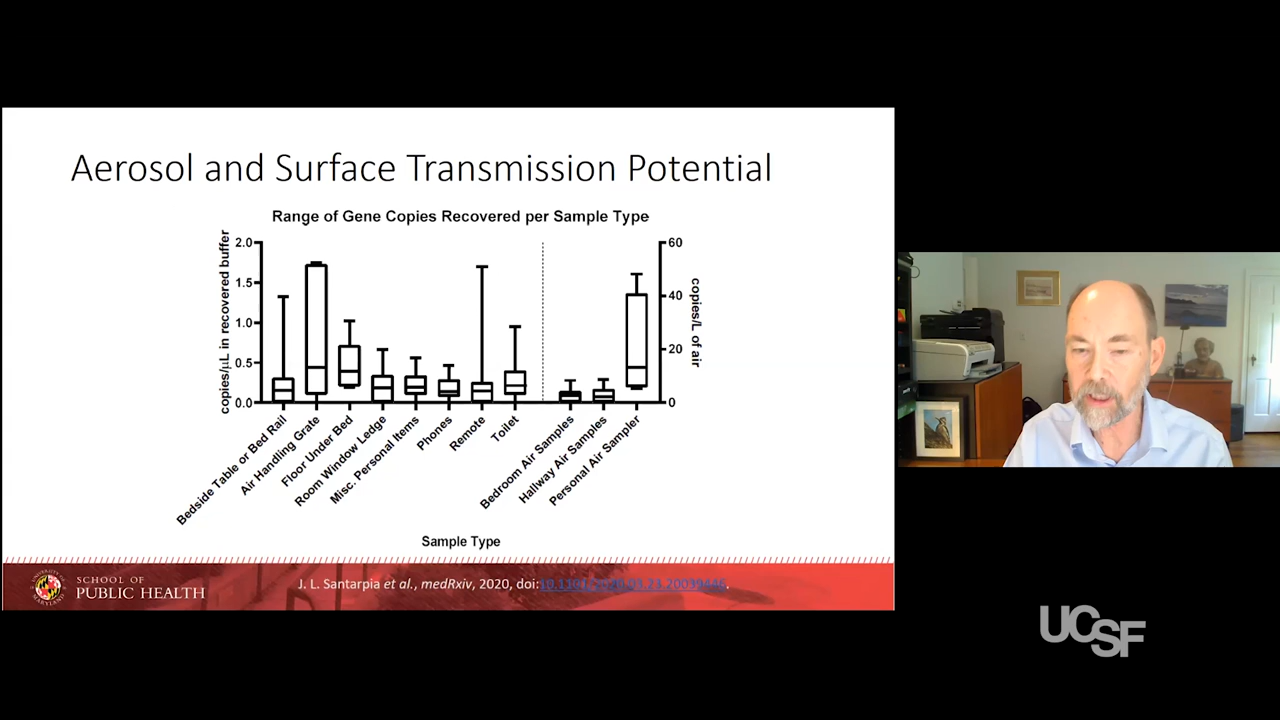 Aerosol and Surface Transmission Potential
Range of Gene Copies Recovered per Sample Type
copies/µL in recovered buffer
2.0
1.5
1.0
0.5
0.0
60
40
20
0
copies/L of air
Bedside Table or Bed Rail
Air Handling Grate
Floor Under Bed
Room Window Ledge
Misc. Personal Items
Phones
Remote
Toilet
Bedroom Air Samples
Hallway Air Samples
Personal Air Sampler
Sample Type
SCHOOL OF
PUBLIC HEALTH
J. L. Santarpia et al., medRxiv, 2020, doi:10.1101/2020.03.23.20039446.
UCSF